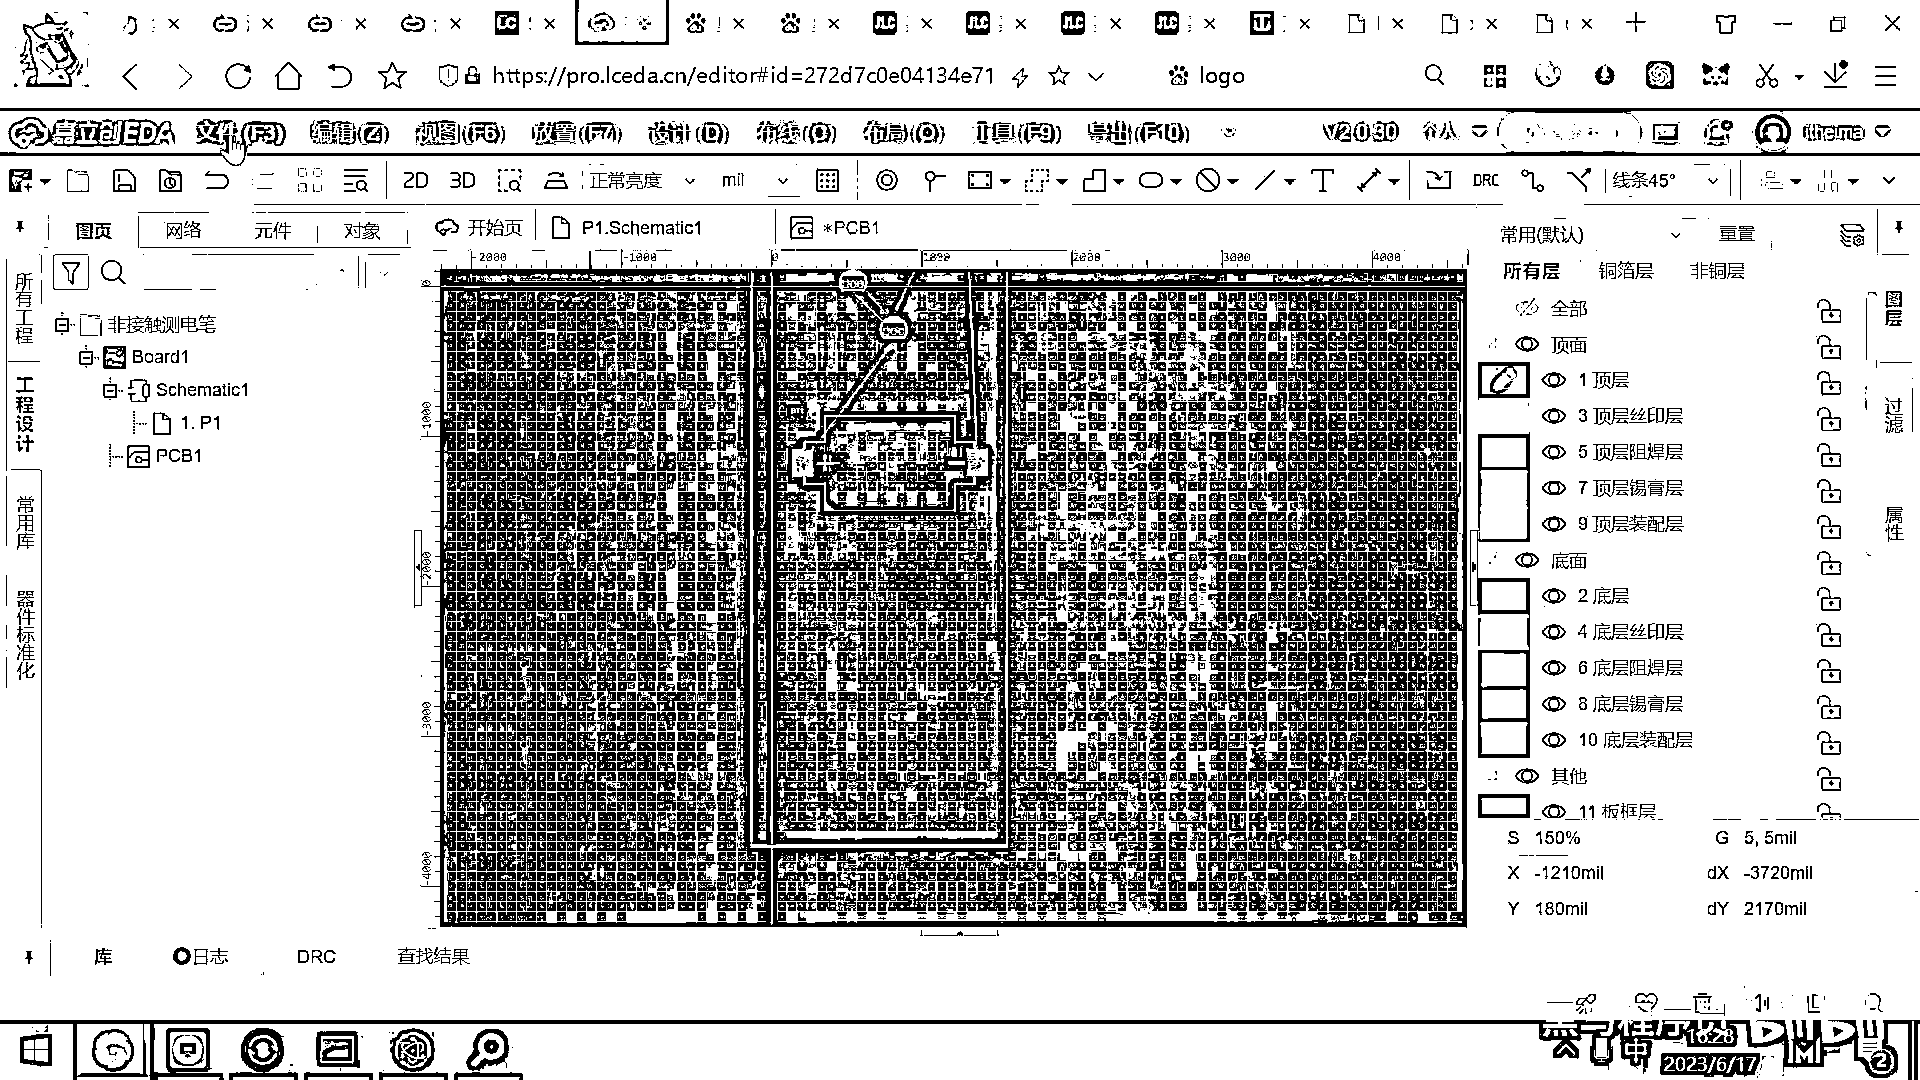 https://pro.lceda.cn/editor#id=272d7c0e04134e71
logo
嘉立创EDA 文件(F3) 编辑(Z) 视图(F6) 放置(F7) 设计(D) 布线(O) 布局(O) 工具(F9) 导出(F10) V2.0.30 itheima
2D 3D 正常亮度 mil DRC 线条45°
图页 网络 元件 对象
开始页 P1.Schematic1 *PCB1
常用(默认) 重置
所有层 铜箔层 非铜层
所有工程
工程设计
常用库
器件标准化
非接触测电笔
Board1
Schematic1
1. P1
PCB1
-2000 -1000 0 1000 2000 3000 4000
0
-1000
-2000
-3000
-4000
全部
顶面
1 顶层
3 顶层丝印层
5 顶层阻焊层
7 顶层锡膏层
9 顶层装配层
底面
2 底层
4 底层丝印层
6 底层阻焊层
8 底层锡膏层
10 底层装配层
其他
11 板框层
图层
过滤
属性
S 150% G 5, 5mil
X -1210mil dX -3720mil
Y 180mil dY 2170mil
库 日志 DRC 查找结果
中
16:28
2023/6/17
2